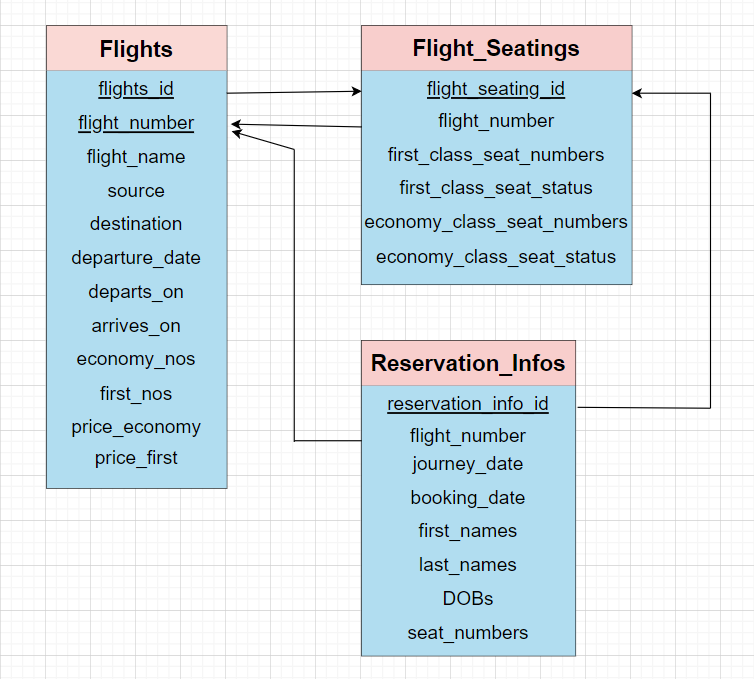 Flights
flights_id
flight_number
flight_name
source
destination
departure_date
departs_on
arrives_on
economy_nos
first_nos
price_economy
price_first
Flight_Seatings
flight_seating_id
flight_number
first_class_seat_numbers
first_class_seat_status
economy_class_seat_numbers
economy_class_seat_status
Reservation_Infos
reservation_info_id
flight_number
journey_date
booking_date
first_names
last_names
DOBs
seat_numbers